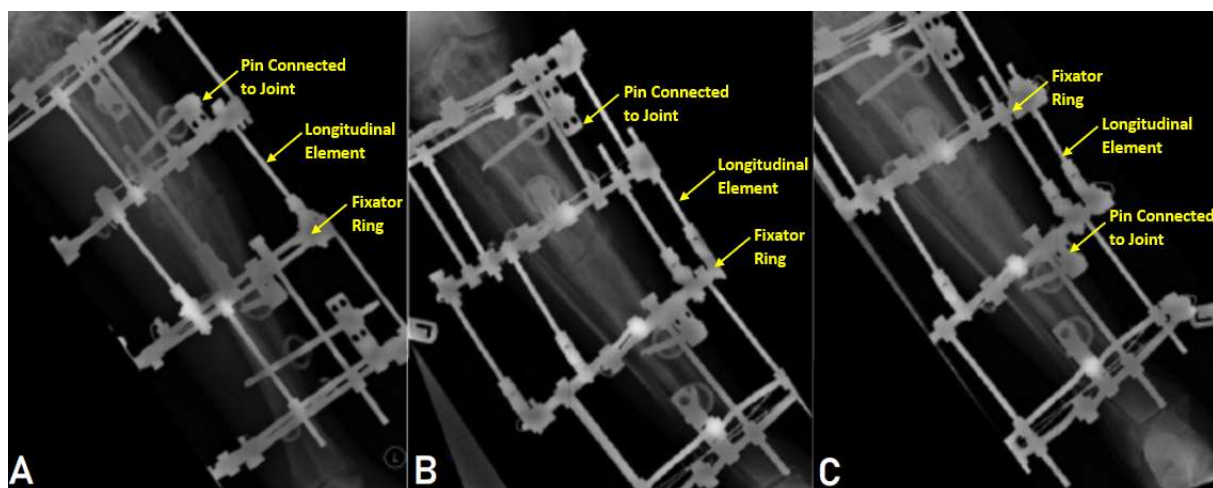 Pin Connected
to Joint
Longitudinal
Element
Fixator
Ring
A
L
Pin Connected
to Joint
Longitudinal
Element
Fixator
Ring
B
Fixator
Ring
Longitudinal
Element
Pin Connected
to Joint
C